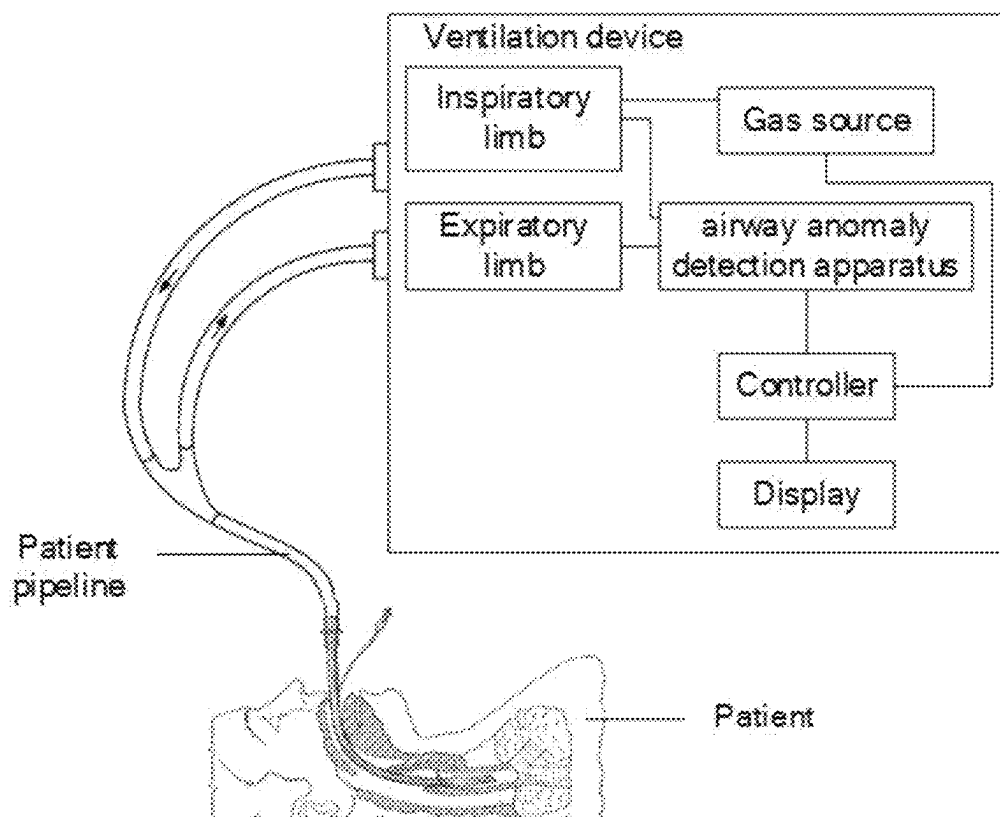 Ventilation device
Inspiratory
limb
Gas source
Expiratory
limb
airway anomaly
detection apparatus
Controller
Display
Patient
pipeline
Patient